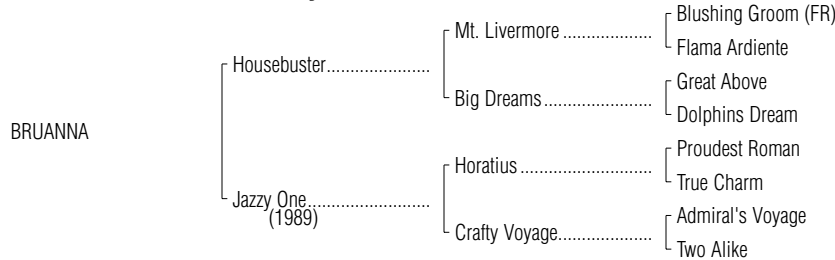 Blushing Groom (FR)
Mt. Livermore ..................
Flama Ardiente
Housebuster......................
Great Above
Big Dreams......................
Dolphins Dream
BRUANNA
Proudest Roman
Horatius ..........................
True Charm
Jazzy One..........................
(1989)
Admiral's Voyage
Crafty Voyage...................
Two Alike